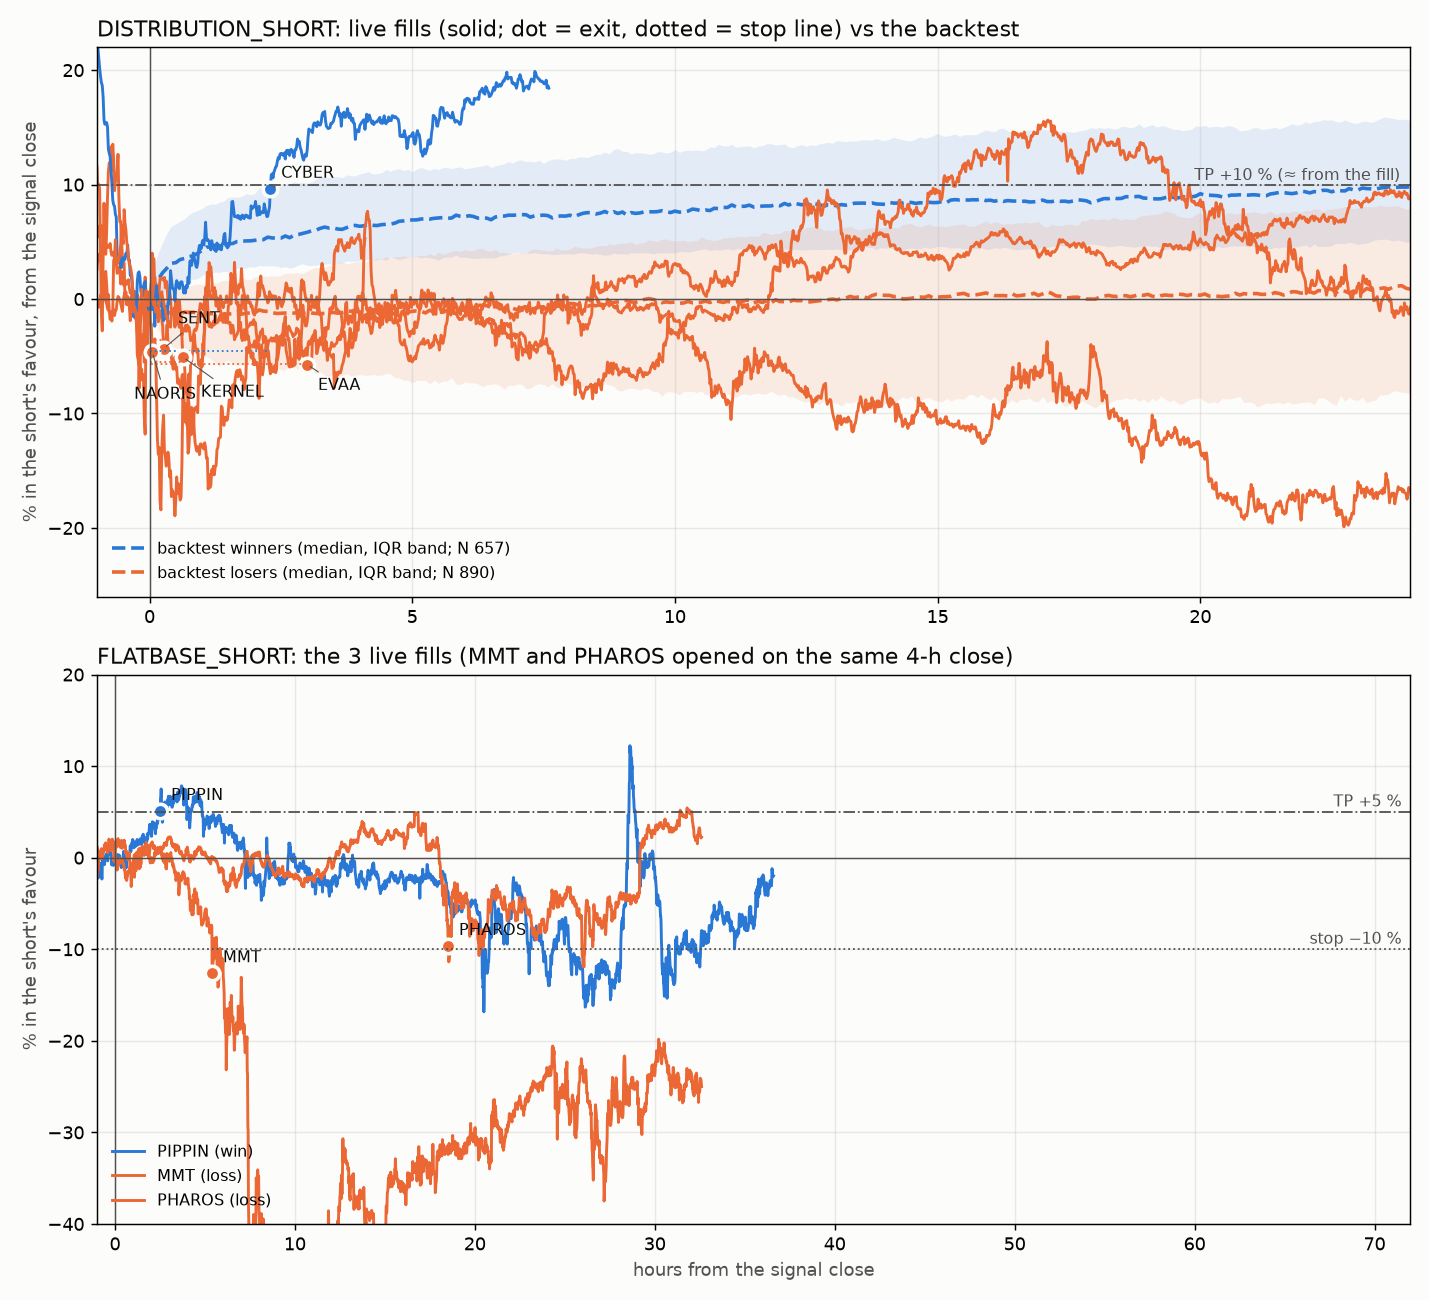 DISTRIBUTION_SHORT: live fills (solid; dot = exit, dotted = stop line) vs the backtest
% in the short's favour, from the signal close
20
10
0
−10
−20
CYBER
TP +10 % (≈ from the fill)
SENT
NAORIS
KERNEL
EVAA
backtest winners (median, IQR band; N 657)
backtest losers (median, IQR band; N 890)
0
5
10
15
20
FLATBASE_SHORT: the 3 live fills (MMT and PHAROS opened on the same 4-h close)
% in the short's favour
20
10
0
−10
−20
−30
−40
PIPPIN
TP +5 %
PHAROS
stop −10 %
MMT
PIPPIN (win)
MMT (loss)
PHAROS (loss)
0
10
20
30
40
50
60
70
hours from the signal close